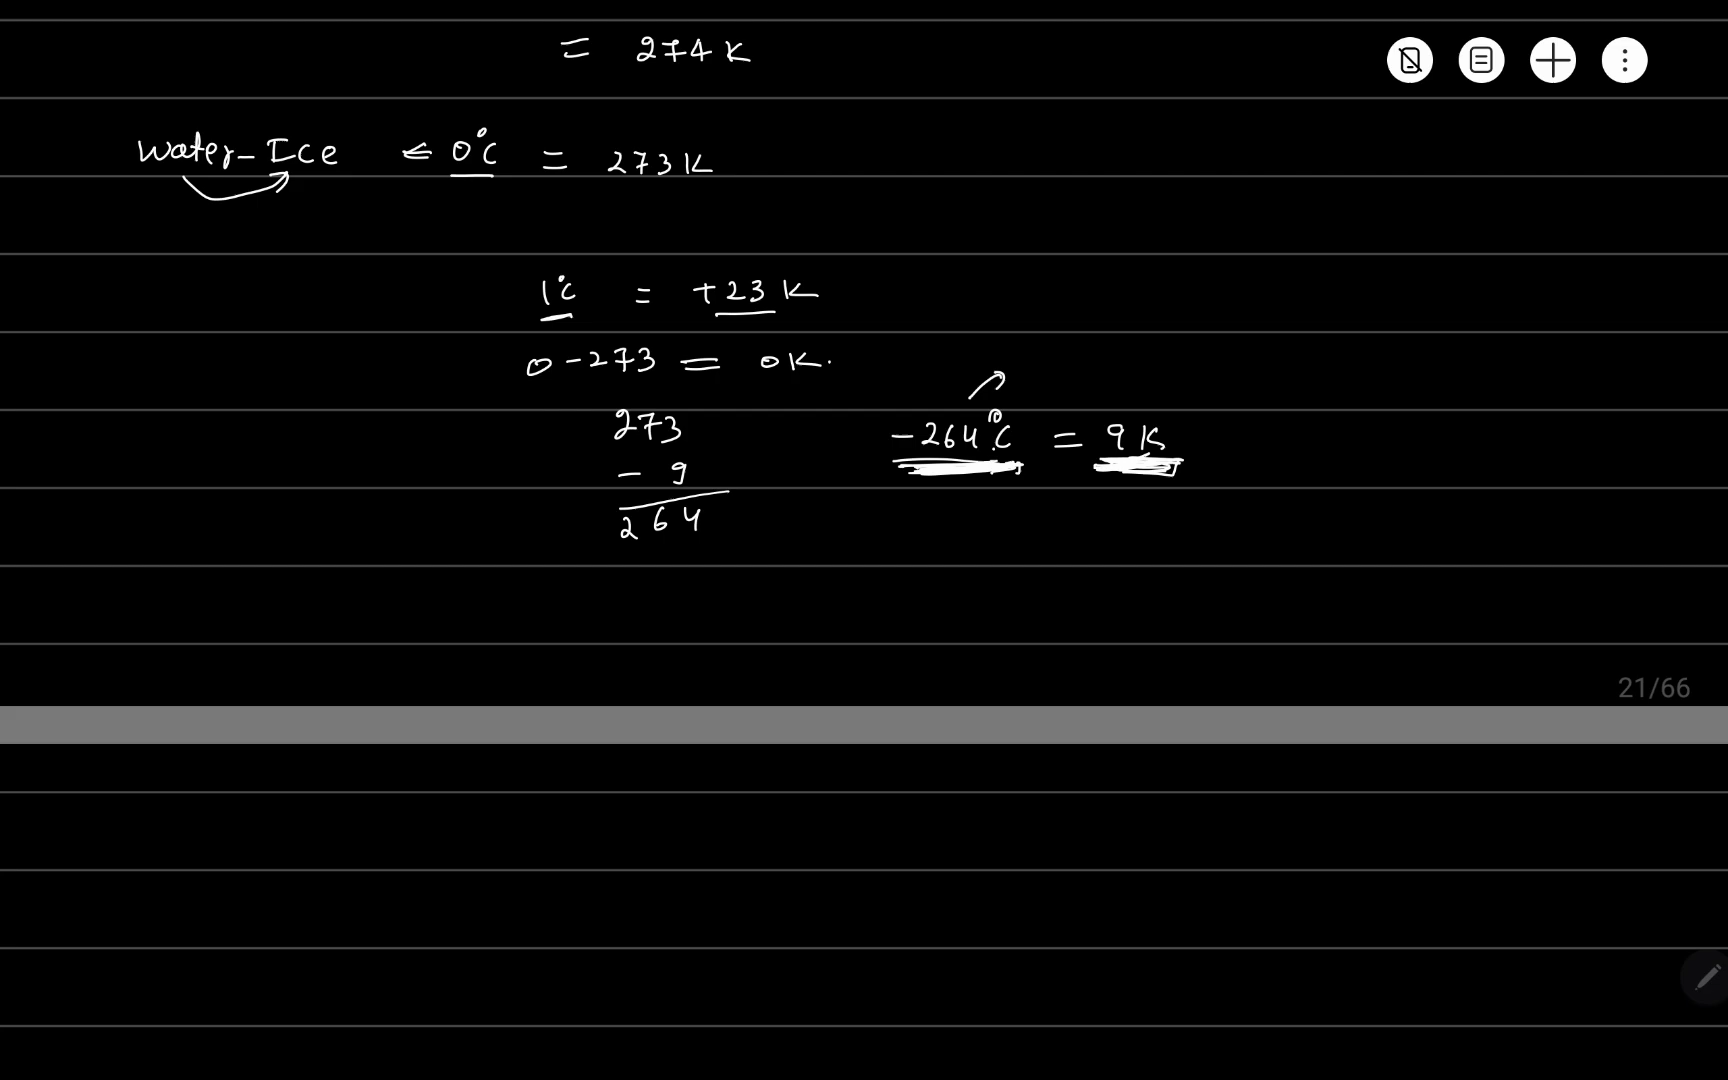 = 274 K
Water-Ice ← 0°C = 273 K
1°C = +23 K
0 - 273 = 0 K.
273
- 9
264
-264°C = 9 K
21/66